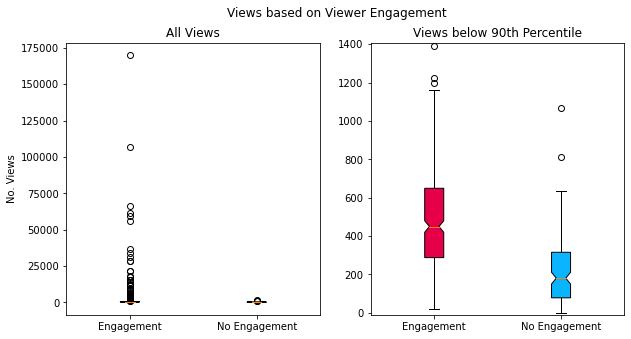 Views based on Viewer Engagement
All Views
No. Views
175000
150000
125000
100000
75000
50000
25000
0
Engagement
No Engagement
Views below 90th Percentile
1400
1200
1000
800
600
400
200
0
Engagement
No Engagement